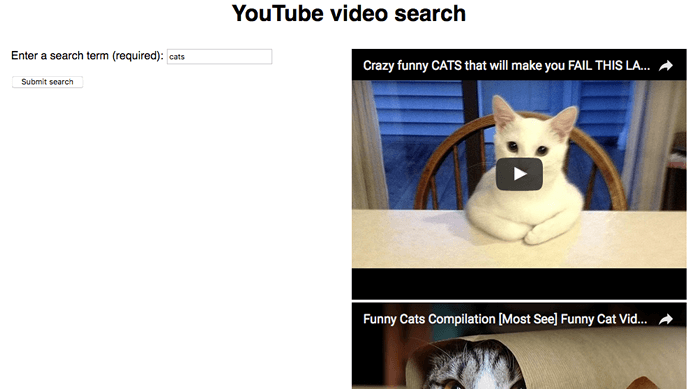 YouTube video search
Enter a search term (required): cats
Submit search
Crazy funny CATS that will make you FAIL THIS LA...
Funny Cats Compilation [Most See] Funny Cat Vid...